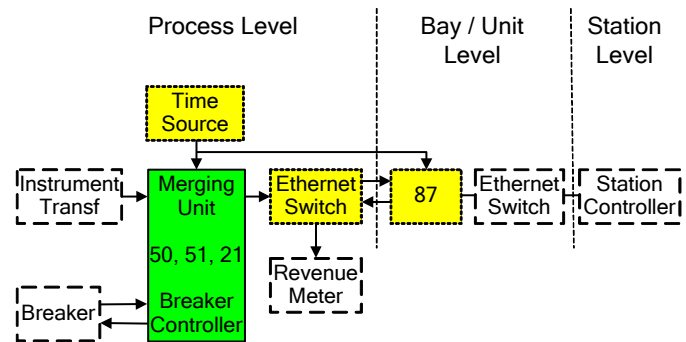 Process Level
Bay / Unit
Level
Station
Level
Time
Source
Instrument
Transf
Merging
Unit
50, 51, 21
Breaker
Controller
Ethernet
Switch
87
Ethernet
Switch
Station
Controller
Revenue
Meter
Breaker